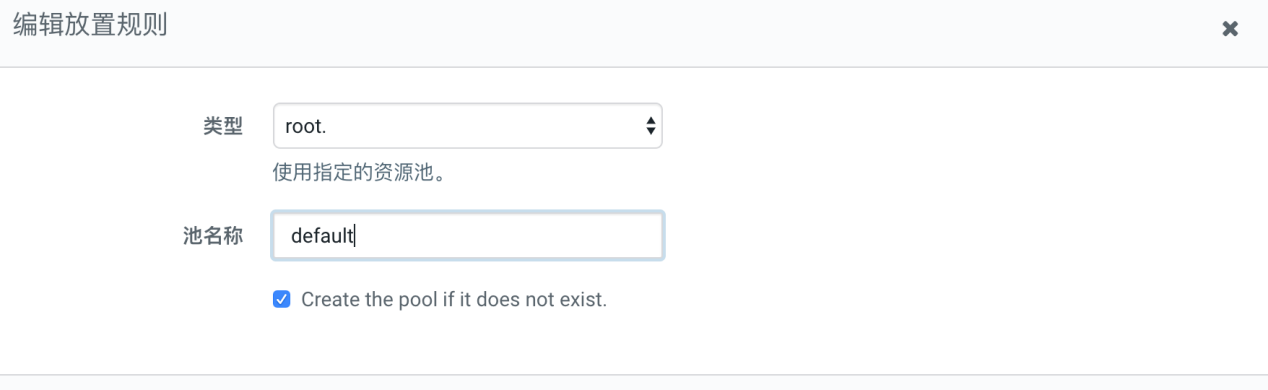 编辑放置规则
类型 root.
使用指定的资源池。
池名称 default
Create the pool if it does not exist.